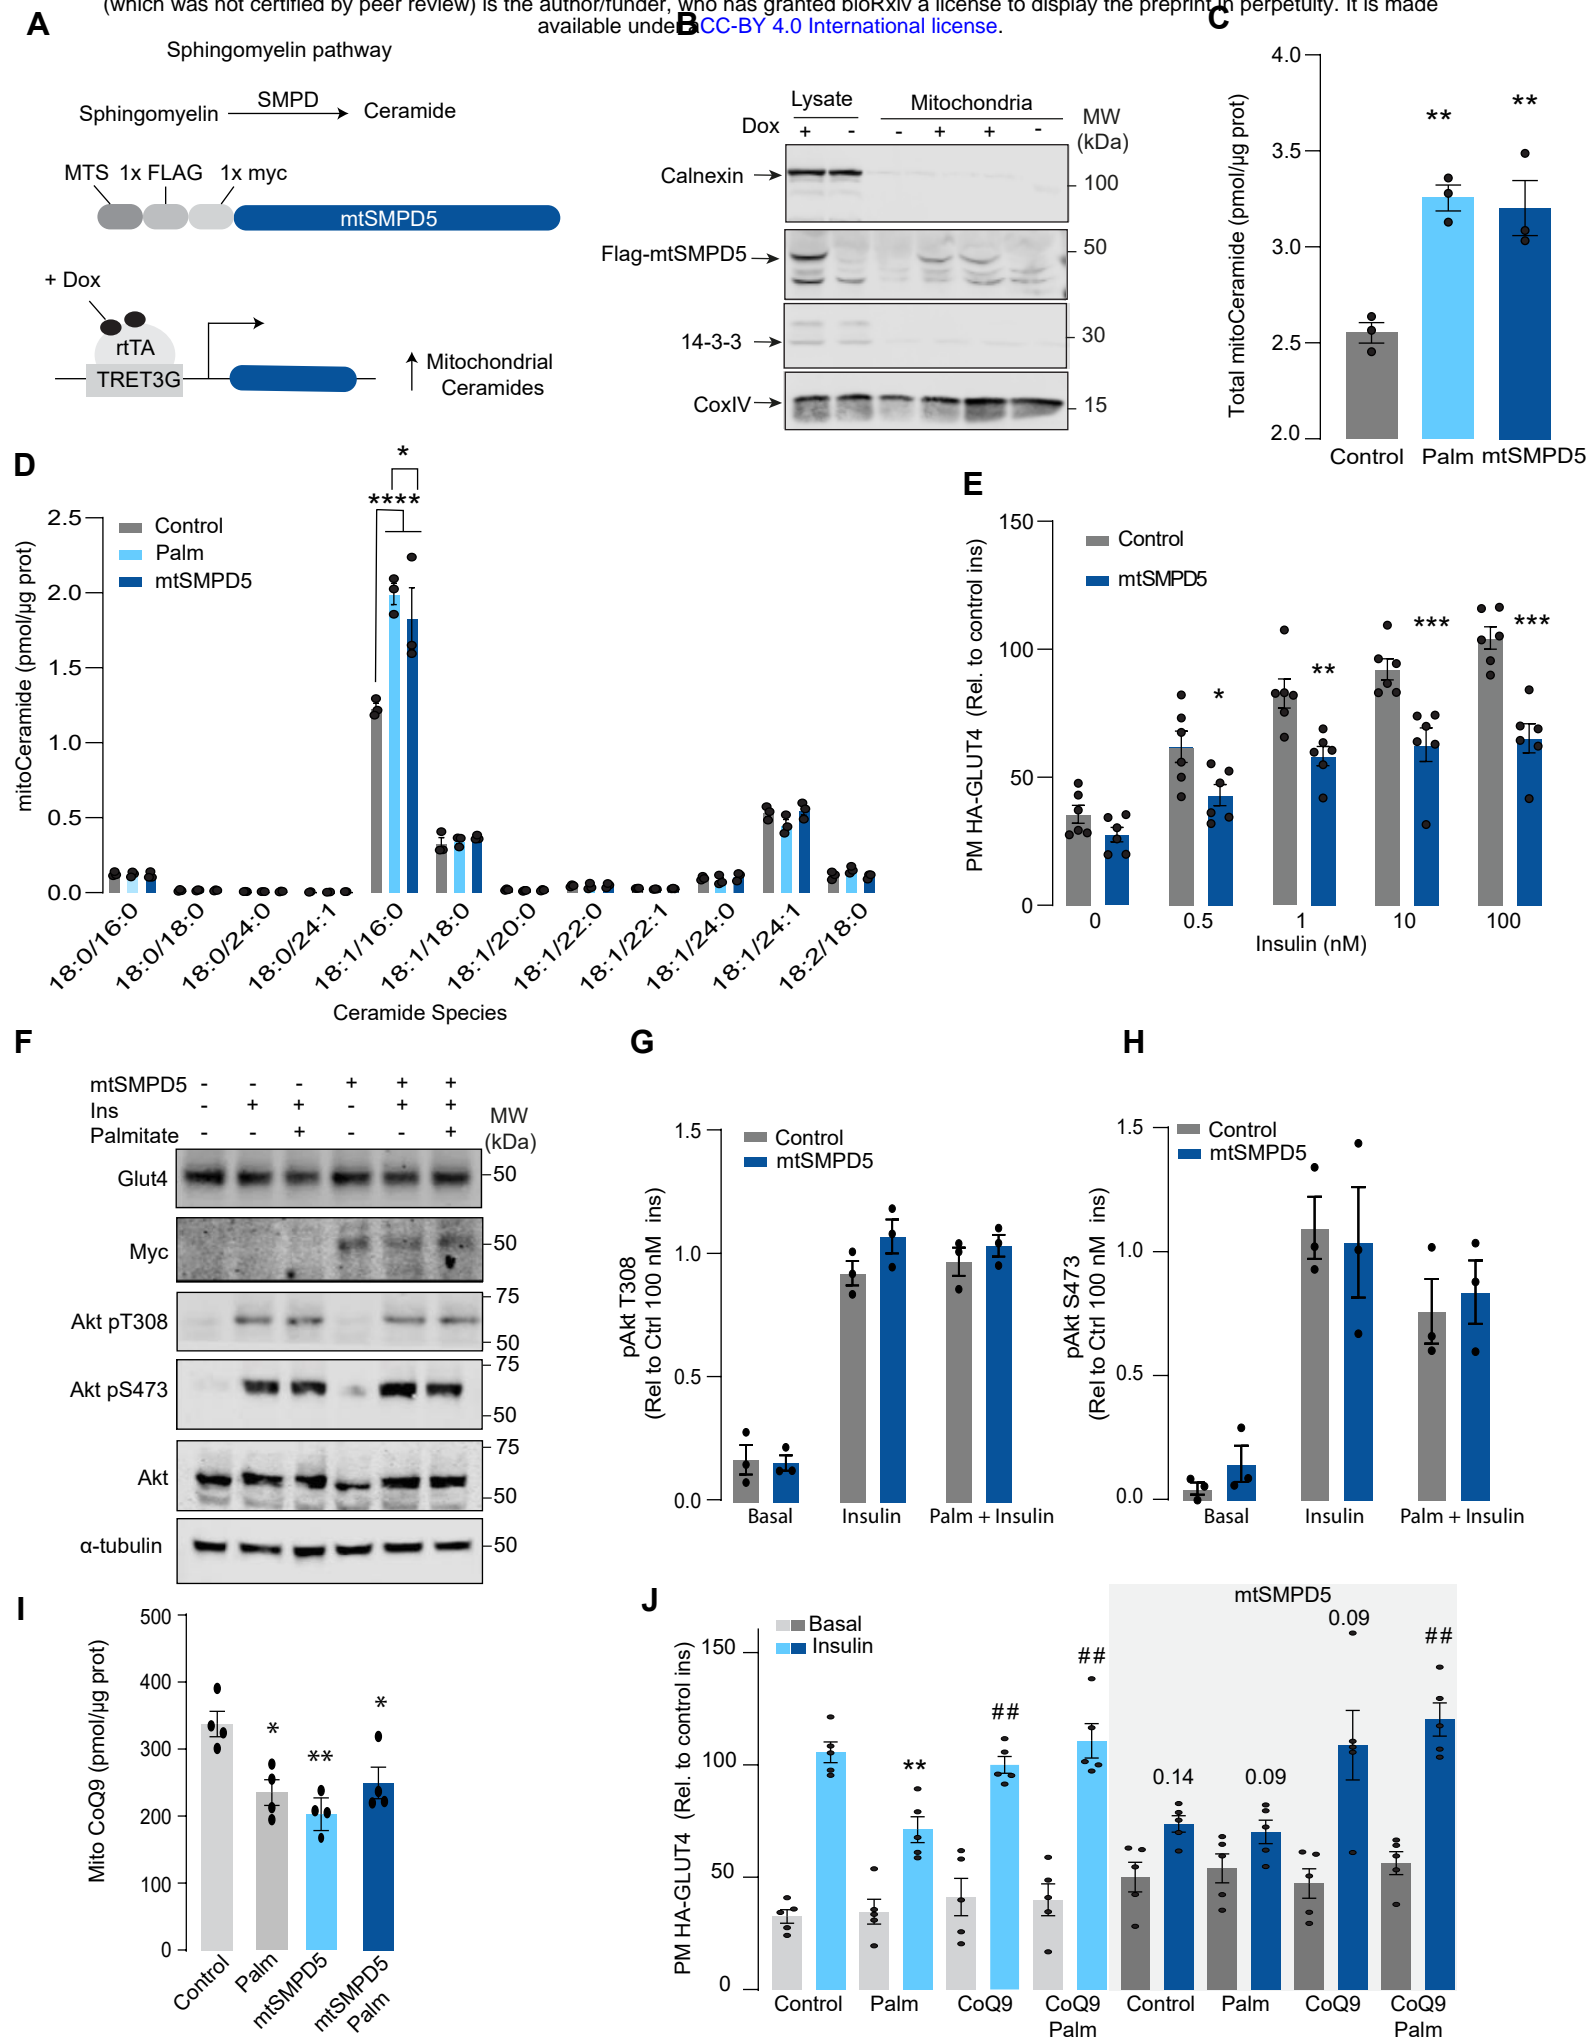 (which was not certified by peer review) is the author/funder, who has granted bioRxiv a license to display the preprint in perpetuity. It is made
available under aCC-BY 4.0 International license.
A
Sphingomyelin pathway
Sphingomyelin SMPD Ceramide
MTS 1x FLAG 1x myc
mtSMPD5
+ Dox
rtTA
TRET3G
Mitochondrial
Ceramides
B
Lysate Mitochondria MW
(kDa)
Dox + - - + + -
Calnexin 100
Flag-mtSMPD5 50
14-3-3 30
CoxIV 15
C
Total mitoCeramide (pmol/µg prot)
4.0
3.5
3.0
2.5
2.0
** **
Control Palm mtSMPD5
D
mitoCeramide (pmol/µg prot)
2.5
2.0
1.5
1.0
0.5
0.0
Control
Palm
mtSMPD5
*
****
18:0/16:0 18:0/18:0 18:0/24:0 18:0/24:1 18:1/16:0 18:1/18:0 18:1/20:0 18:1/22:0 18:1/22:1 18:1/24:0 18:1/24:1 18:2/18:0
Ceramide Species
E
PM HA-GLUT4 (Rel. to control ins)
150
100
50
0
Control
mtSMPD5
* ** *** ***
0 0.5 1 10 100
Insulin (nM)
F
mtSMPD5 - - - + + +
Ins - + + - + +
Palmitate - - + - - +
MW
(kDa)
Glut4 50
Myc 50
Akt pT308 75
50
Akt pS473 75
50
Akt 75
50
α-tubulin 50
G
pAkt T308
(Rel to Ctrl 100 nM ins)
1.5
1.0
0.5
0.0
Control
mtSMPD5
Basal Insulin Palm + Insulin
H
pAkt S473
(Rel to Ctrl 100 nM ins)
1.5
1.0
0.5
0.0
Control
mtSMPD5
Basal Insulin Palm + Insulin
I
Mito CoQ9 (pmol/µg prot)
500
400
300
200
100
0
* ** *
Control
Palm
mtSMPD5
mtSMPD5
Palm
J
PM HA-GLUT4 (Rel. to control ins)
150
100
50
0
Basal
Insulin
mtSMPD5
** ## ## 0.14 0.09 0.09 ##
Control Palm CoQ9 CoQ9 Control Palm CoQ9 CoQ9
Palm Palm